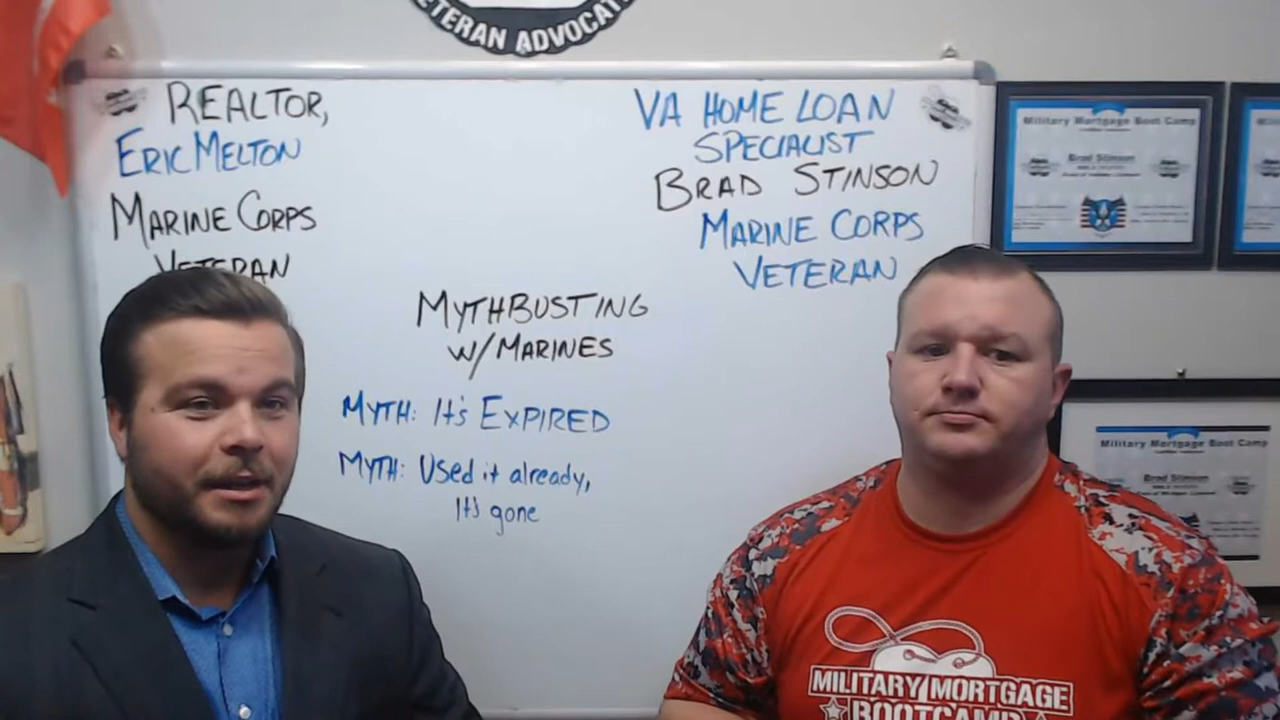 VETERAN ADVOCATE
REALTOR,
ERIC MELTON
MARINE CORPS
VETERAN
VA HOME LOAN
SPECIALIST
BRAD STINSON
MARINE CORPS
VETERAN
MYTHBUSTING
W/MARINES
MYTH: It's EXPIRED
MYTH: Used it already,
It's gone
Military Mortgage Boot Camp
Brad Stinson
Military Mortgage Boot Camp
Brad Stinson
MILITARY MORTGAGE
BOOTCAMP